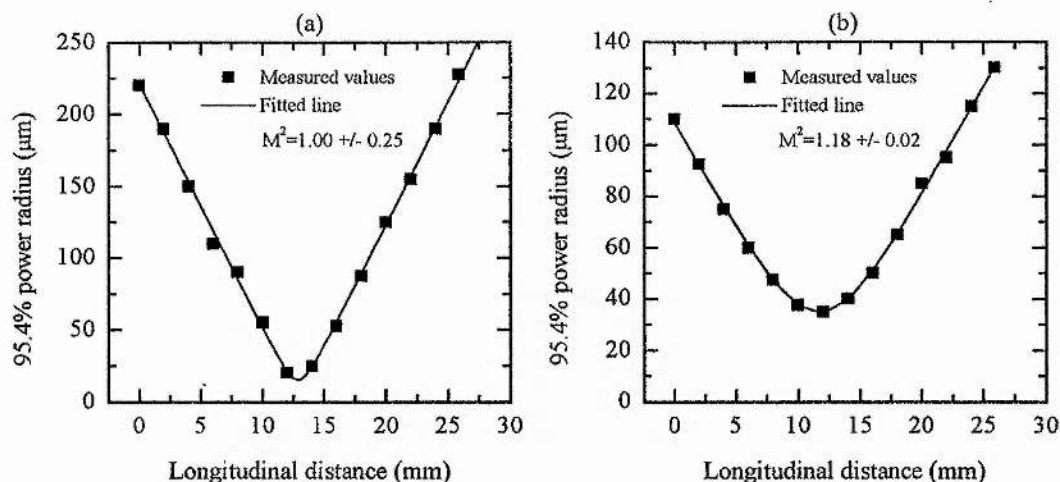 (a)
250
200
150
100
50
0
0 5 10 15 20 25 30
95.4% power radius (μm)
Longitudinal distance (mm)
Measured values
Fitted line
M²=1.00 +/- 0.25
(b)
140
120
100
80
60
40
20
0
0 5 10 15 20 25 30
95.4% power radius (μm)
Longitudinal distance (mm)
Measured values
Fitted line
M²=1.18 +/- 0.02